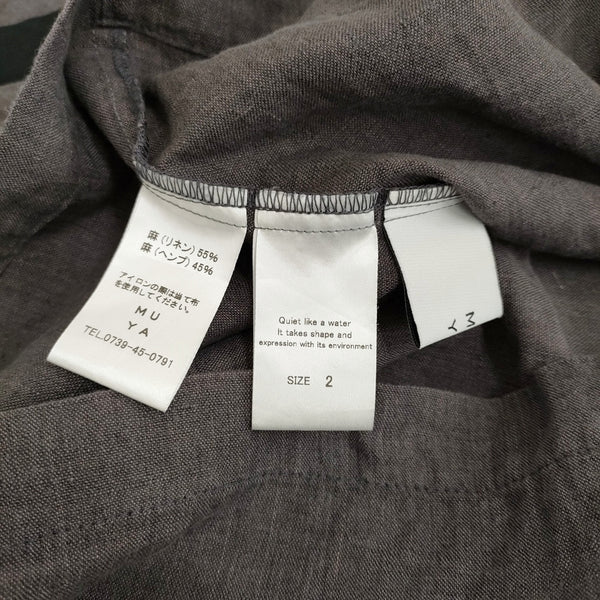 麻(リネン) 55%
麻(ヘンプ) 45%
アイロンの際は当て布
を使用してください。
MU
YA
TEL.0739-45-0791
Quiet like a water
It takes shape and
expression with its environment
SIZE 2
M
Y